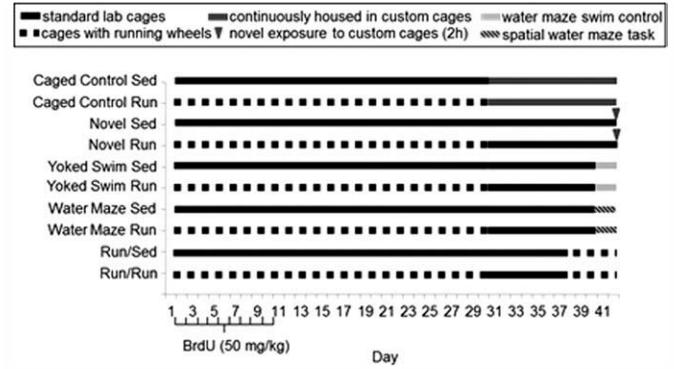 standard lab cages continuously housed in custom cages water maze swim control
cages with running wheels novel exposure to custom cages (2h) spatial water maze task
Caged Control Sed
Caged Control Run
Novel Sed
Novel Run
Yoked Swim Sed
Yoked Swim Run
Water Maze Sed
Water Maze Run
Run/Sed
Run/Run
1 3 5 7 9 11 13 15 17 19 21 23 25 27 29 31 33 35 37 39 41
BrdU (50 mg/kg)
Day